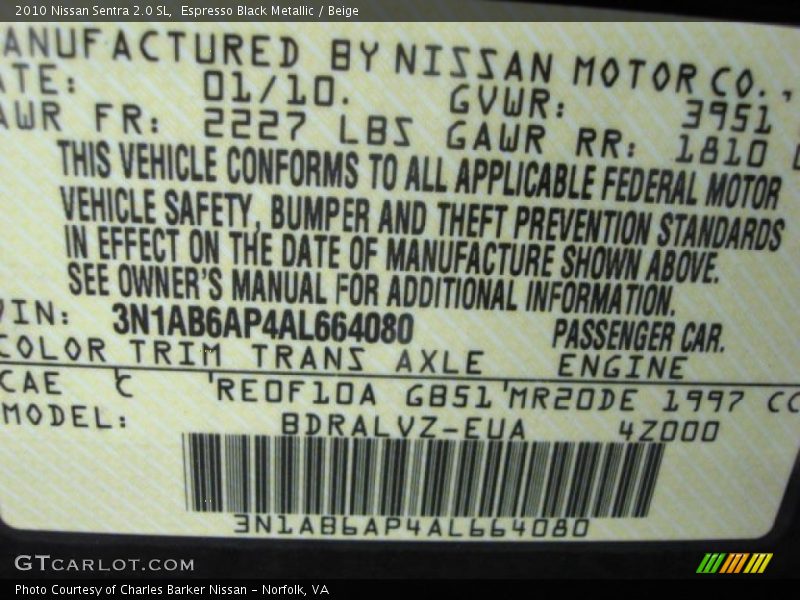 2010 Nissan Sentra 2.0 SL, Espresso Black Metallic / Beige
ANUFACTURED BY NISSAN MOTOR CO.,
ATE: 01/10. GVWR: 3951
AWR FR: 2227 LBS GAWR RR: 1810
THIS VEHICLE CONFORMS TO ALL APPLICABLE FEDERAL MOTOR
VEHICLE SAFETY, BUMPER AND THEFT PREVENTION STANDARDS
IN EFFECT ON THE DATE OF MANUFACTURE SHOWN ABOVE.
SEE OWNER'S MANUAL FOR ADDITIONAL INFORMATION.
VIN: 3N1AB6AP4AL664080 PASSENGER CAR.
COLOR TRIM TRANS AXLE ENGINE
CAE C RE0F10A GB51 MR20DE 1997 CC
MODEL: BDRALVZ-EUA 4Z000
3N1AB6AP4AL664080
GTCARLOT.COM
Photo Courtesy of Charles Barker Nissan - Norfolk, VA